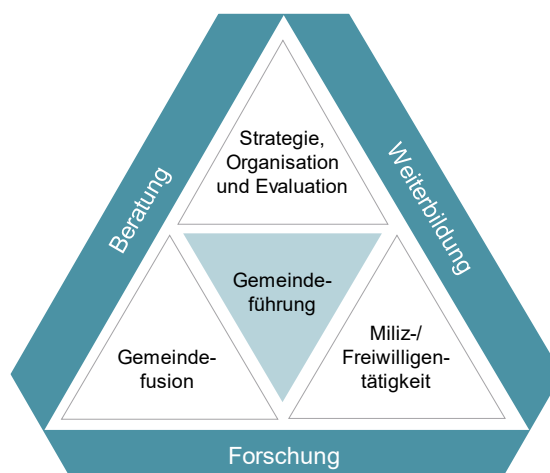 Beratung
Weiterbildung
Strategie,
Organisation
und Evaluation
Gemeinde-
führung
Gemeinde-
fusion
Miliz-/
Freiwilligen-
tätigkeit
Forschung